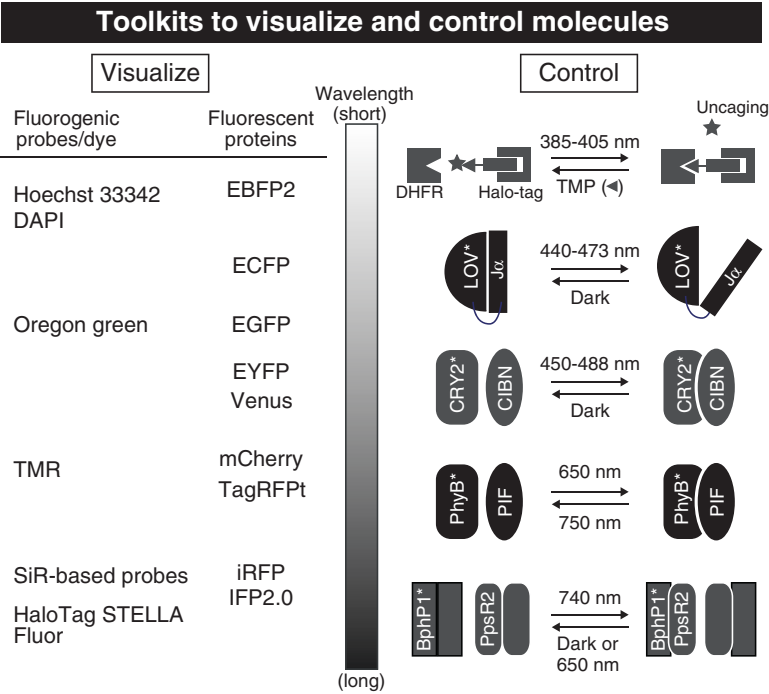 Toolkits to visualize and control molecules
Visualize
Control
Fluorogenic
probes/dye
Fluorescent
proteins
Hoechst 33342
DAPI
EBFP2
ECFP
Oregon green
EGFP
EYFP
Venus
TMR
mCherry
TagRFPt
SiR-based probes
iRFP
IFP2.0
HaloTag STELLA
Fluor
Wavelength
(short)
(long)
DHFR
Halo-tag
385-405 nm
TMP (◄)
Uncaging
LOV*
Jα
440-473 nm
Dark
LOV*
Jα
CRY2*
CIBN
450-488 nm
Dark
CRY2*
CIBN
PhyB*
PIF
650 nm
750 nm
PhyB*
PIF
BphP1*
PpsR2
740 nm
Dark or
650 nm
BphP1*
PpsR2